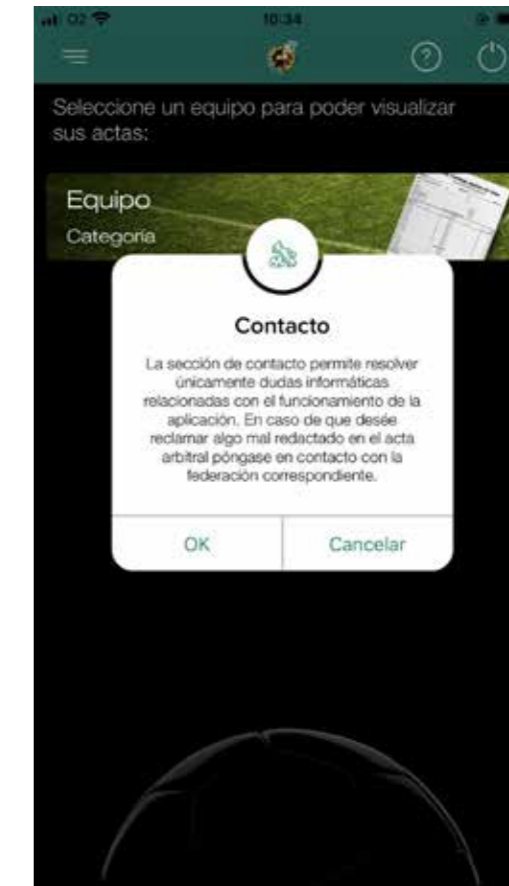 O2 10:34
Seleccione un equipo para poder visualizar
sus actas:
Equipo
Categoría
Contacto
La sección de contacto permite resolver
únicamente dudas informáticas
relacionadas con el funcionamiento de la
aplicación. En caso de que desée
reclamar algo mal redactado en el acta
arbitral póngase en contacto con la
federación correspondiente.
OK Cancelar